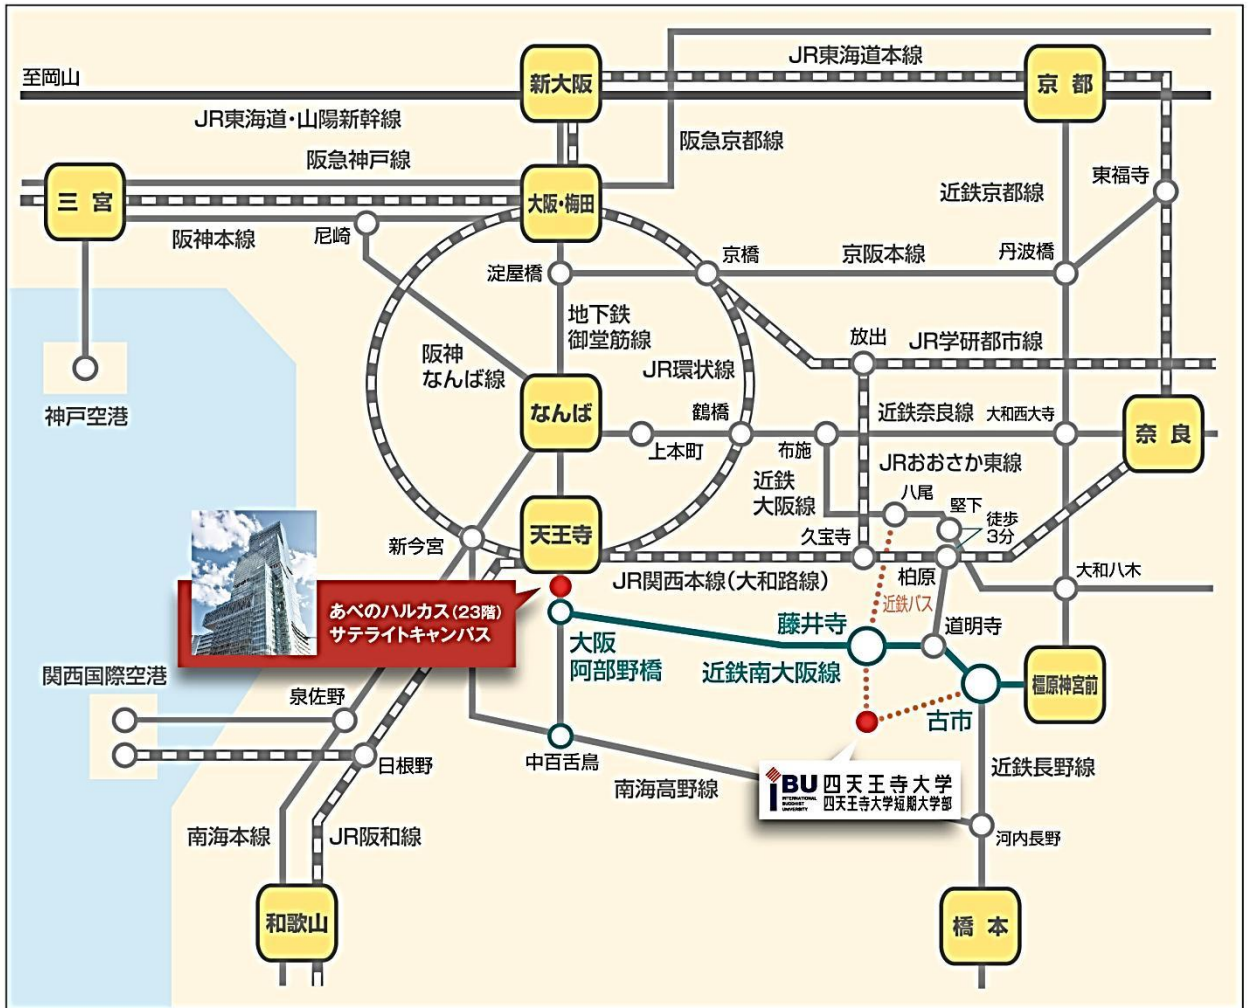 JR東海道本線
新大阪
京都
至岡山
JR東海道・山陽新幹線
阪急京都線
阪急神戸線
東福寺
三宮
大阪・梅田
近鉄京都線
阪神本線
尼崎
京橋
京阪本線
丹波橋
淀屋橋
地下鉄
御堂筋線
放出
JR学研都市線
阪神
なんば線
JR環状線
なんば
鶴橋
近鉄奈良線
大和西大寺
奈良
神戸空港
上本町
布施
JRおおさか東線
近鉄
大阪線
八尾
堅下
徒歩
3分
天王寺
新今宮
久宝寺
柏原
JR関西本線(大和路線)
大和八木
近鉄バス
あべのハルカス(23階)
サテライトキャンパス
藤井寺
道明寺
大阪
阿部野橋
近鉄南大阪線
関西国際空港
橿原神宮前
泉佐野
古市
中百舌鳥
日根野
近鉄長野線
南海高野線
iBU
INTERNATIONAL
BUDDHIST
UNIVERSITY
四天王寺大学
四天王寺大学短期大学部
南海本線
JR阪和線
河内長野
和歌山
橋本